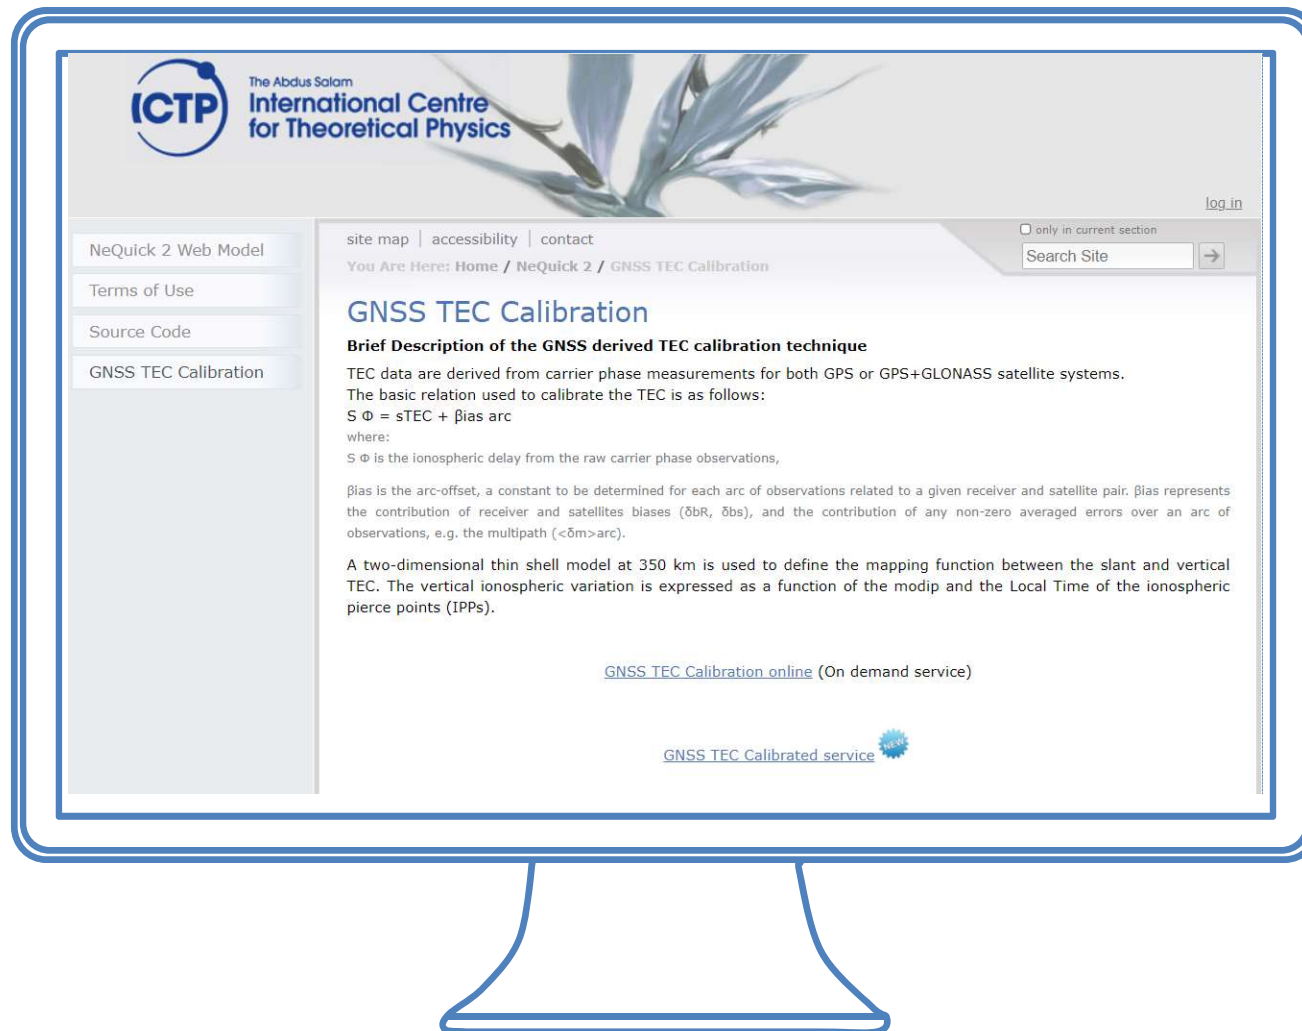 ICTP
The Abdus Salam
International Centre
for Theoretical Physics
log in
NeQuick 2 Web Model
Terms of Use
Source Code
GNSS TEC Calibration
site map | accessibility | contact
only in current section
Search Site
You Are Here: Home / NeQuick 2 / GNSS TEC Calibration
GNSS TEC Calibration
Brief Description of the GNSS derived TEC calibration technique
TEC data are derived from carrier phase measurements for both GPS or GPS+GLONASS satellite systems.
The basic relation used to calibrate the TEC is as follows:
S Φ = sTEC + βias arc
where:
S Φ is the ionospheric delay from the raw carrier phase observations,
βias is the arc-offset, a constant to be determined for each arc of observations related to a given receiver and satellite pair. βias represents
the contribution of receiver and satellites biases (δbR, δbs), and the contribution of any non-zero averaged errors over an arc of
observations, e.g. the multipath (<δm>arc).
A two-dimensional thin shell model at 350 km is used to define the mapping function between the slant and vertical
TEC. The vertical ionospheric variation is expressed as a function of the modip and the Local Time of the ionospheric
pierce points (IPPs).
GNSS TEC Calibration online (On demand service)
GNSS TEC Calibrated service NEW